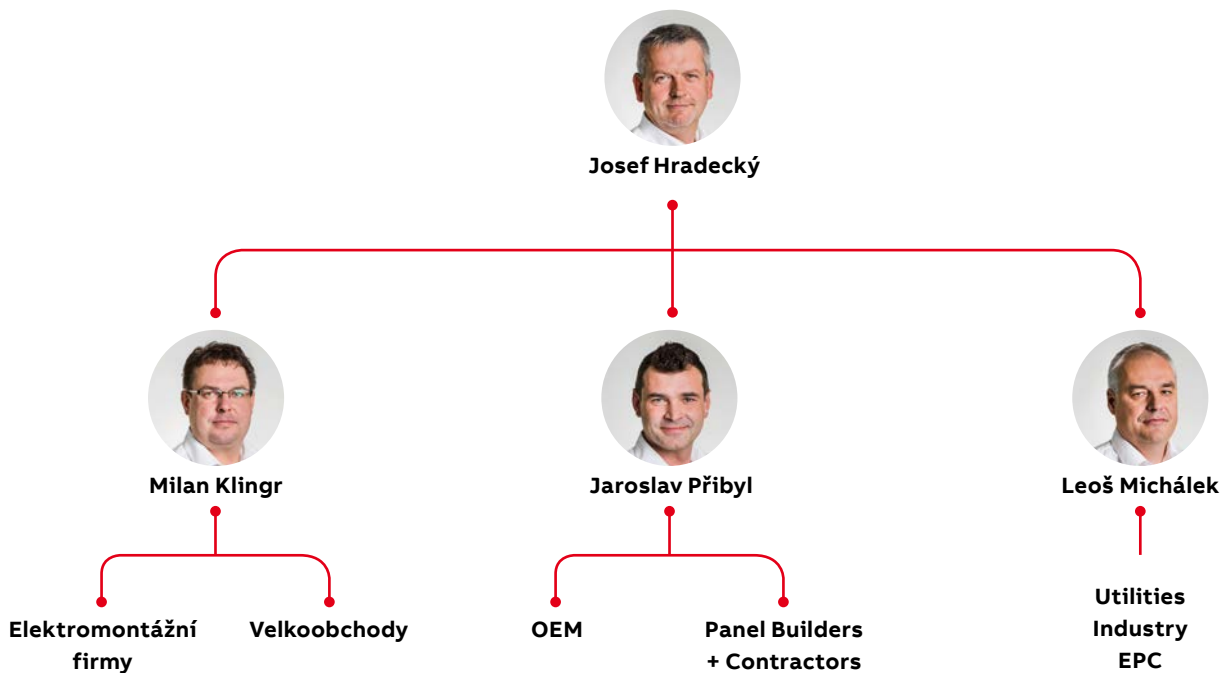 Josef Hradecký
Milan Klingr
Jaroslav Přibyl
Leoš Michálek
Elektromontážní
firmy
Velkoobchody
OEM
Panel Builders
+ Contractors
Utilities
Industry
EPC